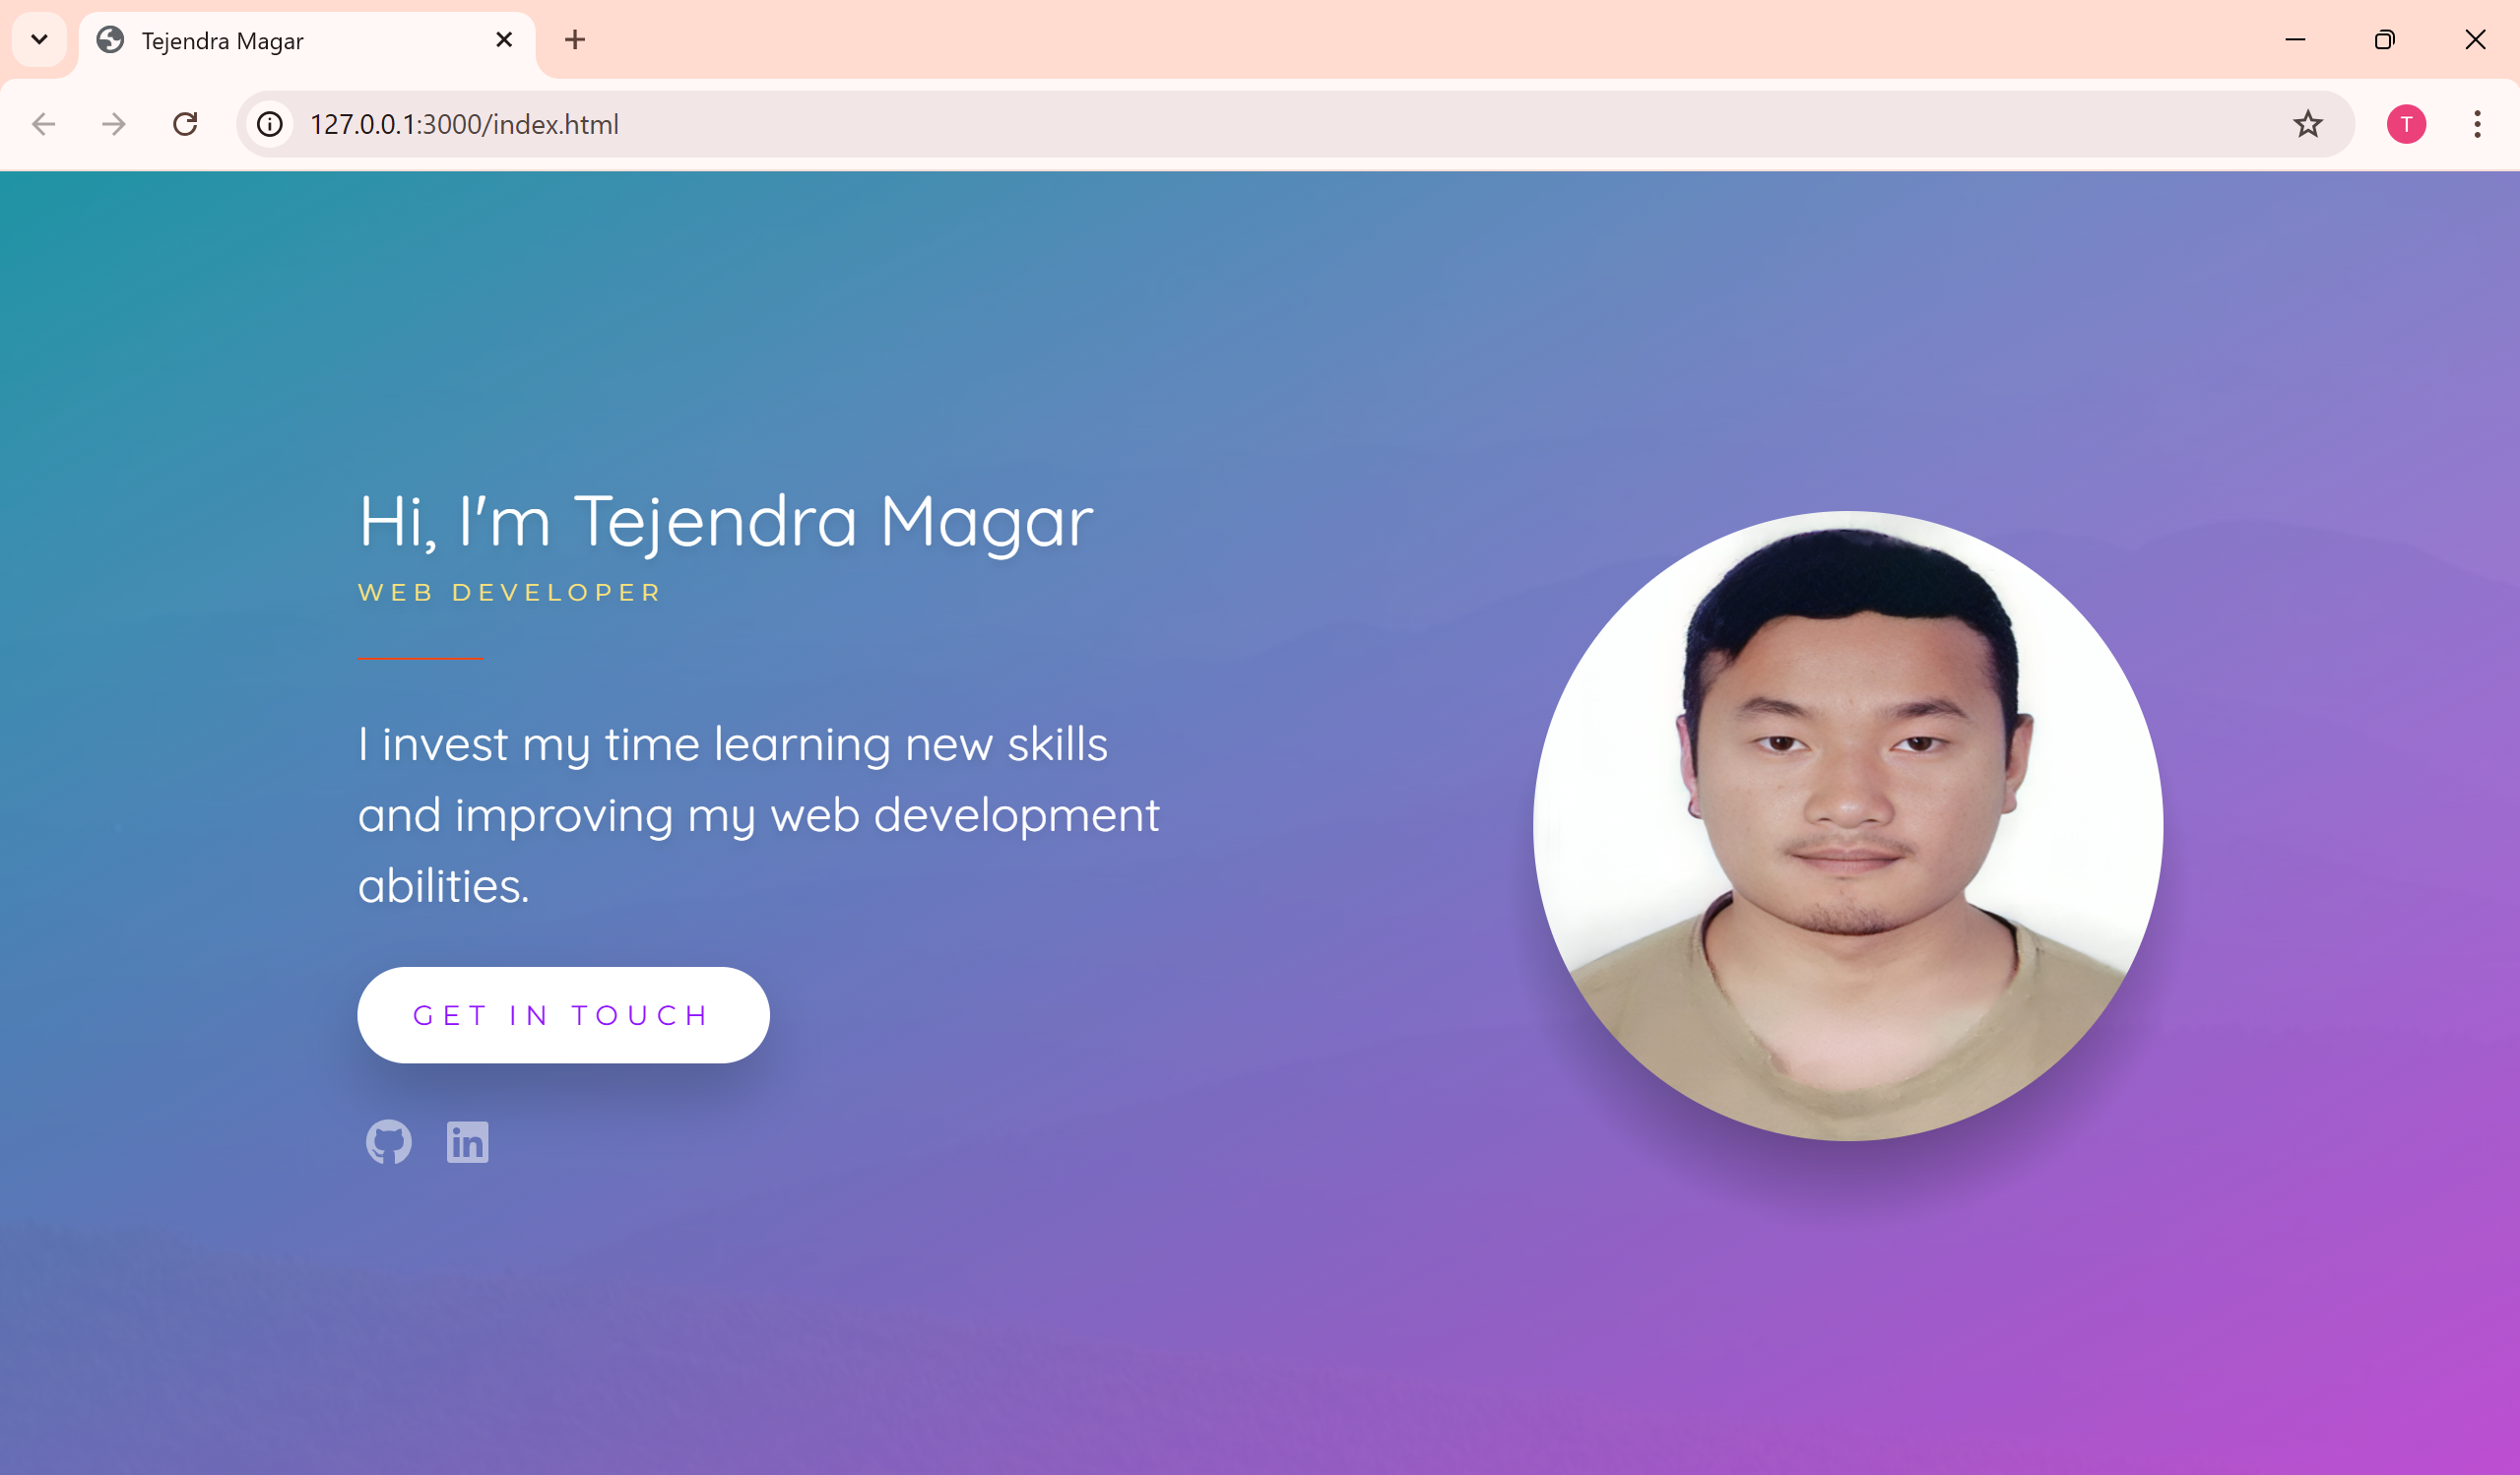 Tejendra Magar
127.0.0.1:3000/index.html
T
Hi, I'm Tejendra Magar
WEB DEVELOPER
I invest my time learning new skills
and improving my web development
abilities.
GET IN TOUCH
in